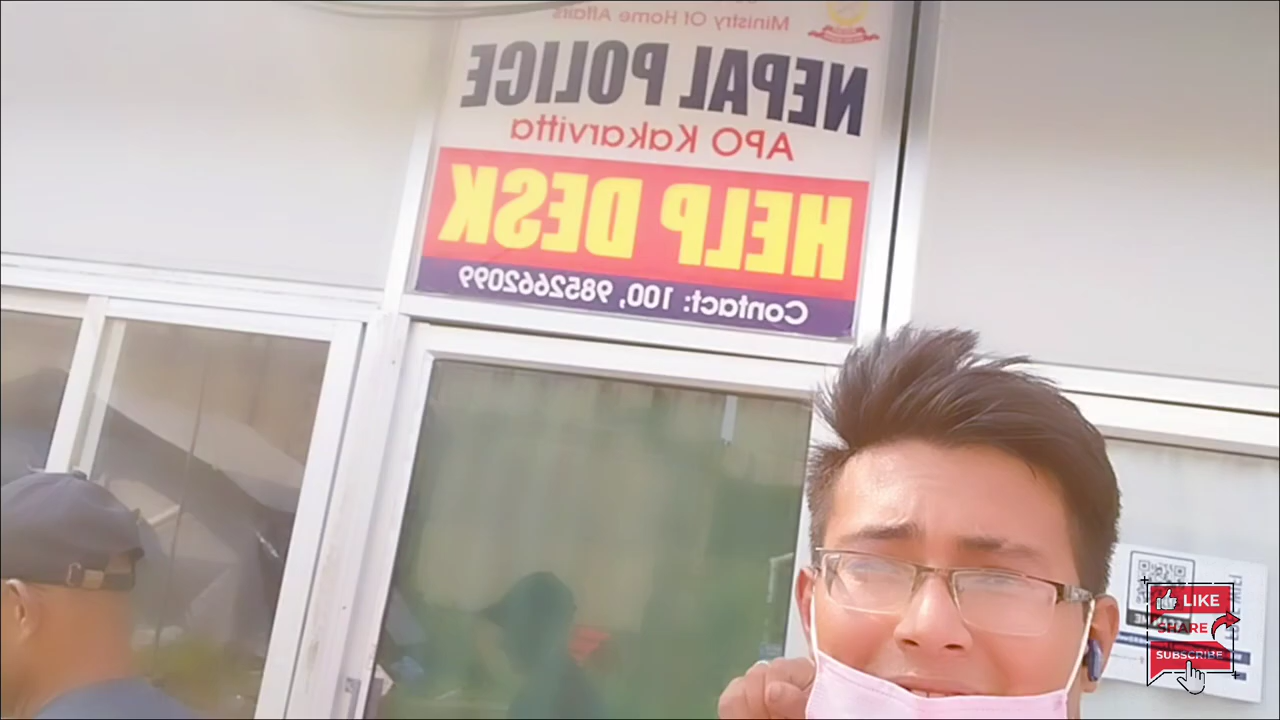 Ministry Of Home Affairs
NEPAL POLICE
APO Kakarvitta
HELP DESK
Contact: 100, 9852662099
LIKE
SHARE
SUBSCRIBE